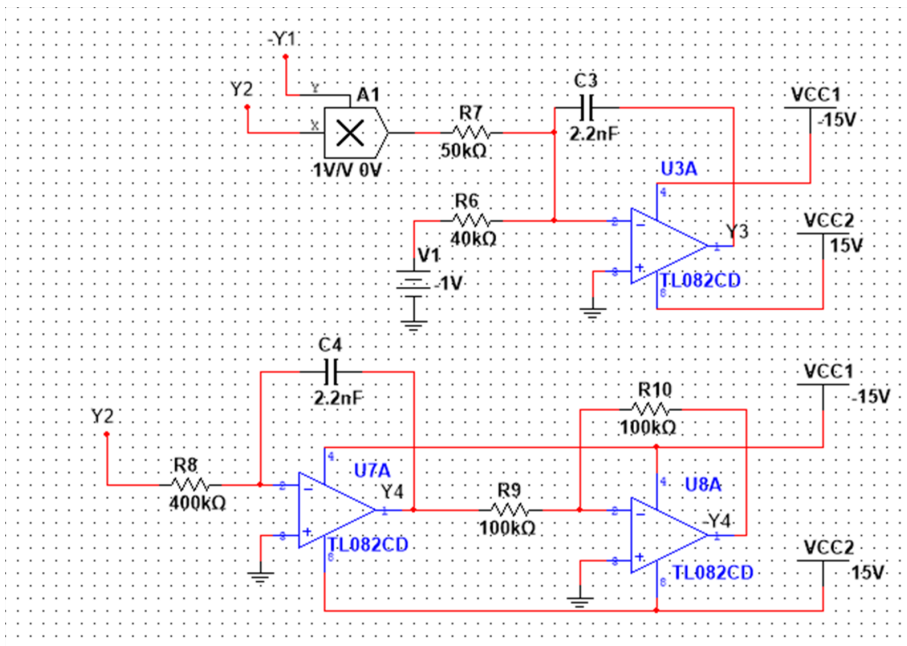 -Y1
Y2
Y
X
A1
1V/V 0V
R7
50kΩ
C3
2.2nF
VCC1
-15V
U3A
4
R6
40kΩ
V1
-1V
2
3
1
8
Y3
TL082CD
VCC2
15V
C4
2.2nF
Y2
R8
400kΩ
U7A
4
2
3
1
8
Y4
TL082CD
R9
100kΩ
R10
100kΩ
VCC1
-15V
U8A
4
2
3
1
8
-Y4
TL082CD
VCC2
15V